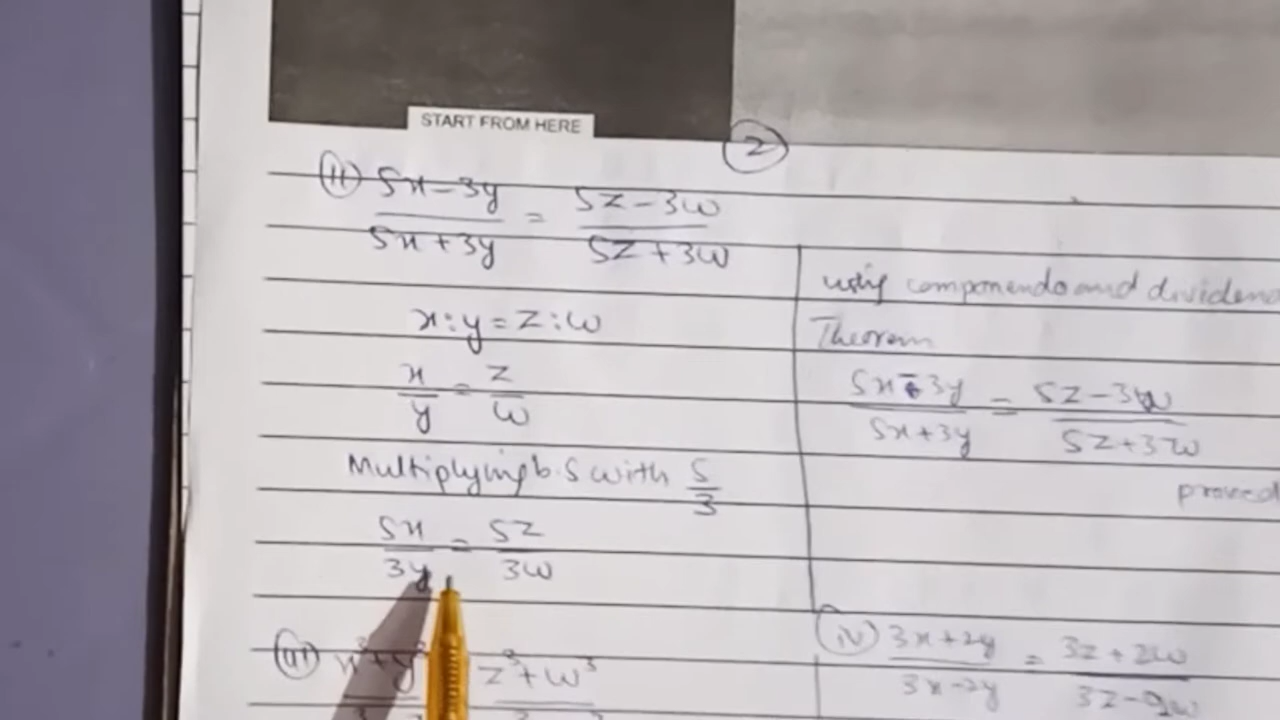 START FROM HERE
2
(ii) 5x-3y / 5x+3y = 5z-3w / 5z+3w
x:y = z:w
x/y = z/w
Multiplying b.s with 5/3
5x/3y = 5z/3w
using componendo and dividend
Theorem
5x-3y / 5x+3y = 5z-3w / 5z+3w
proved
(iii) z³+w³
(iv) 3x+2y / 3x-2y = 3z+2w / 3z-2w